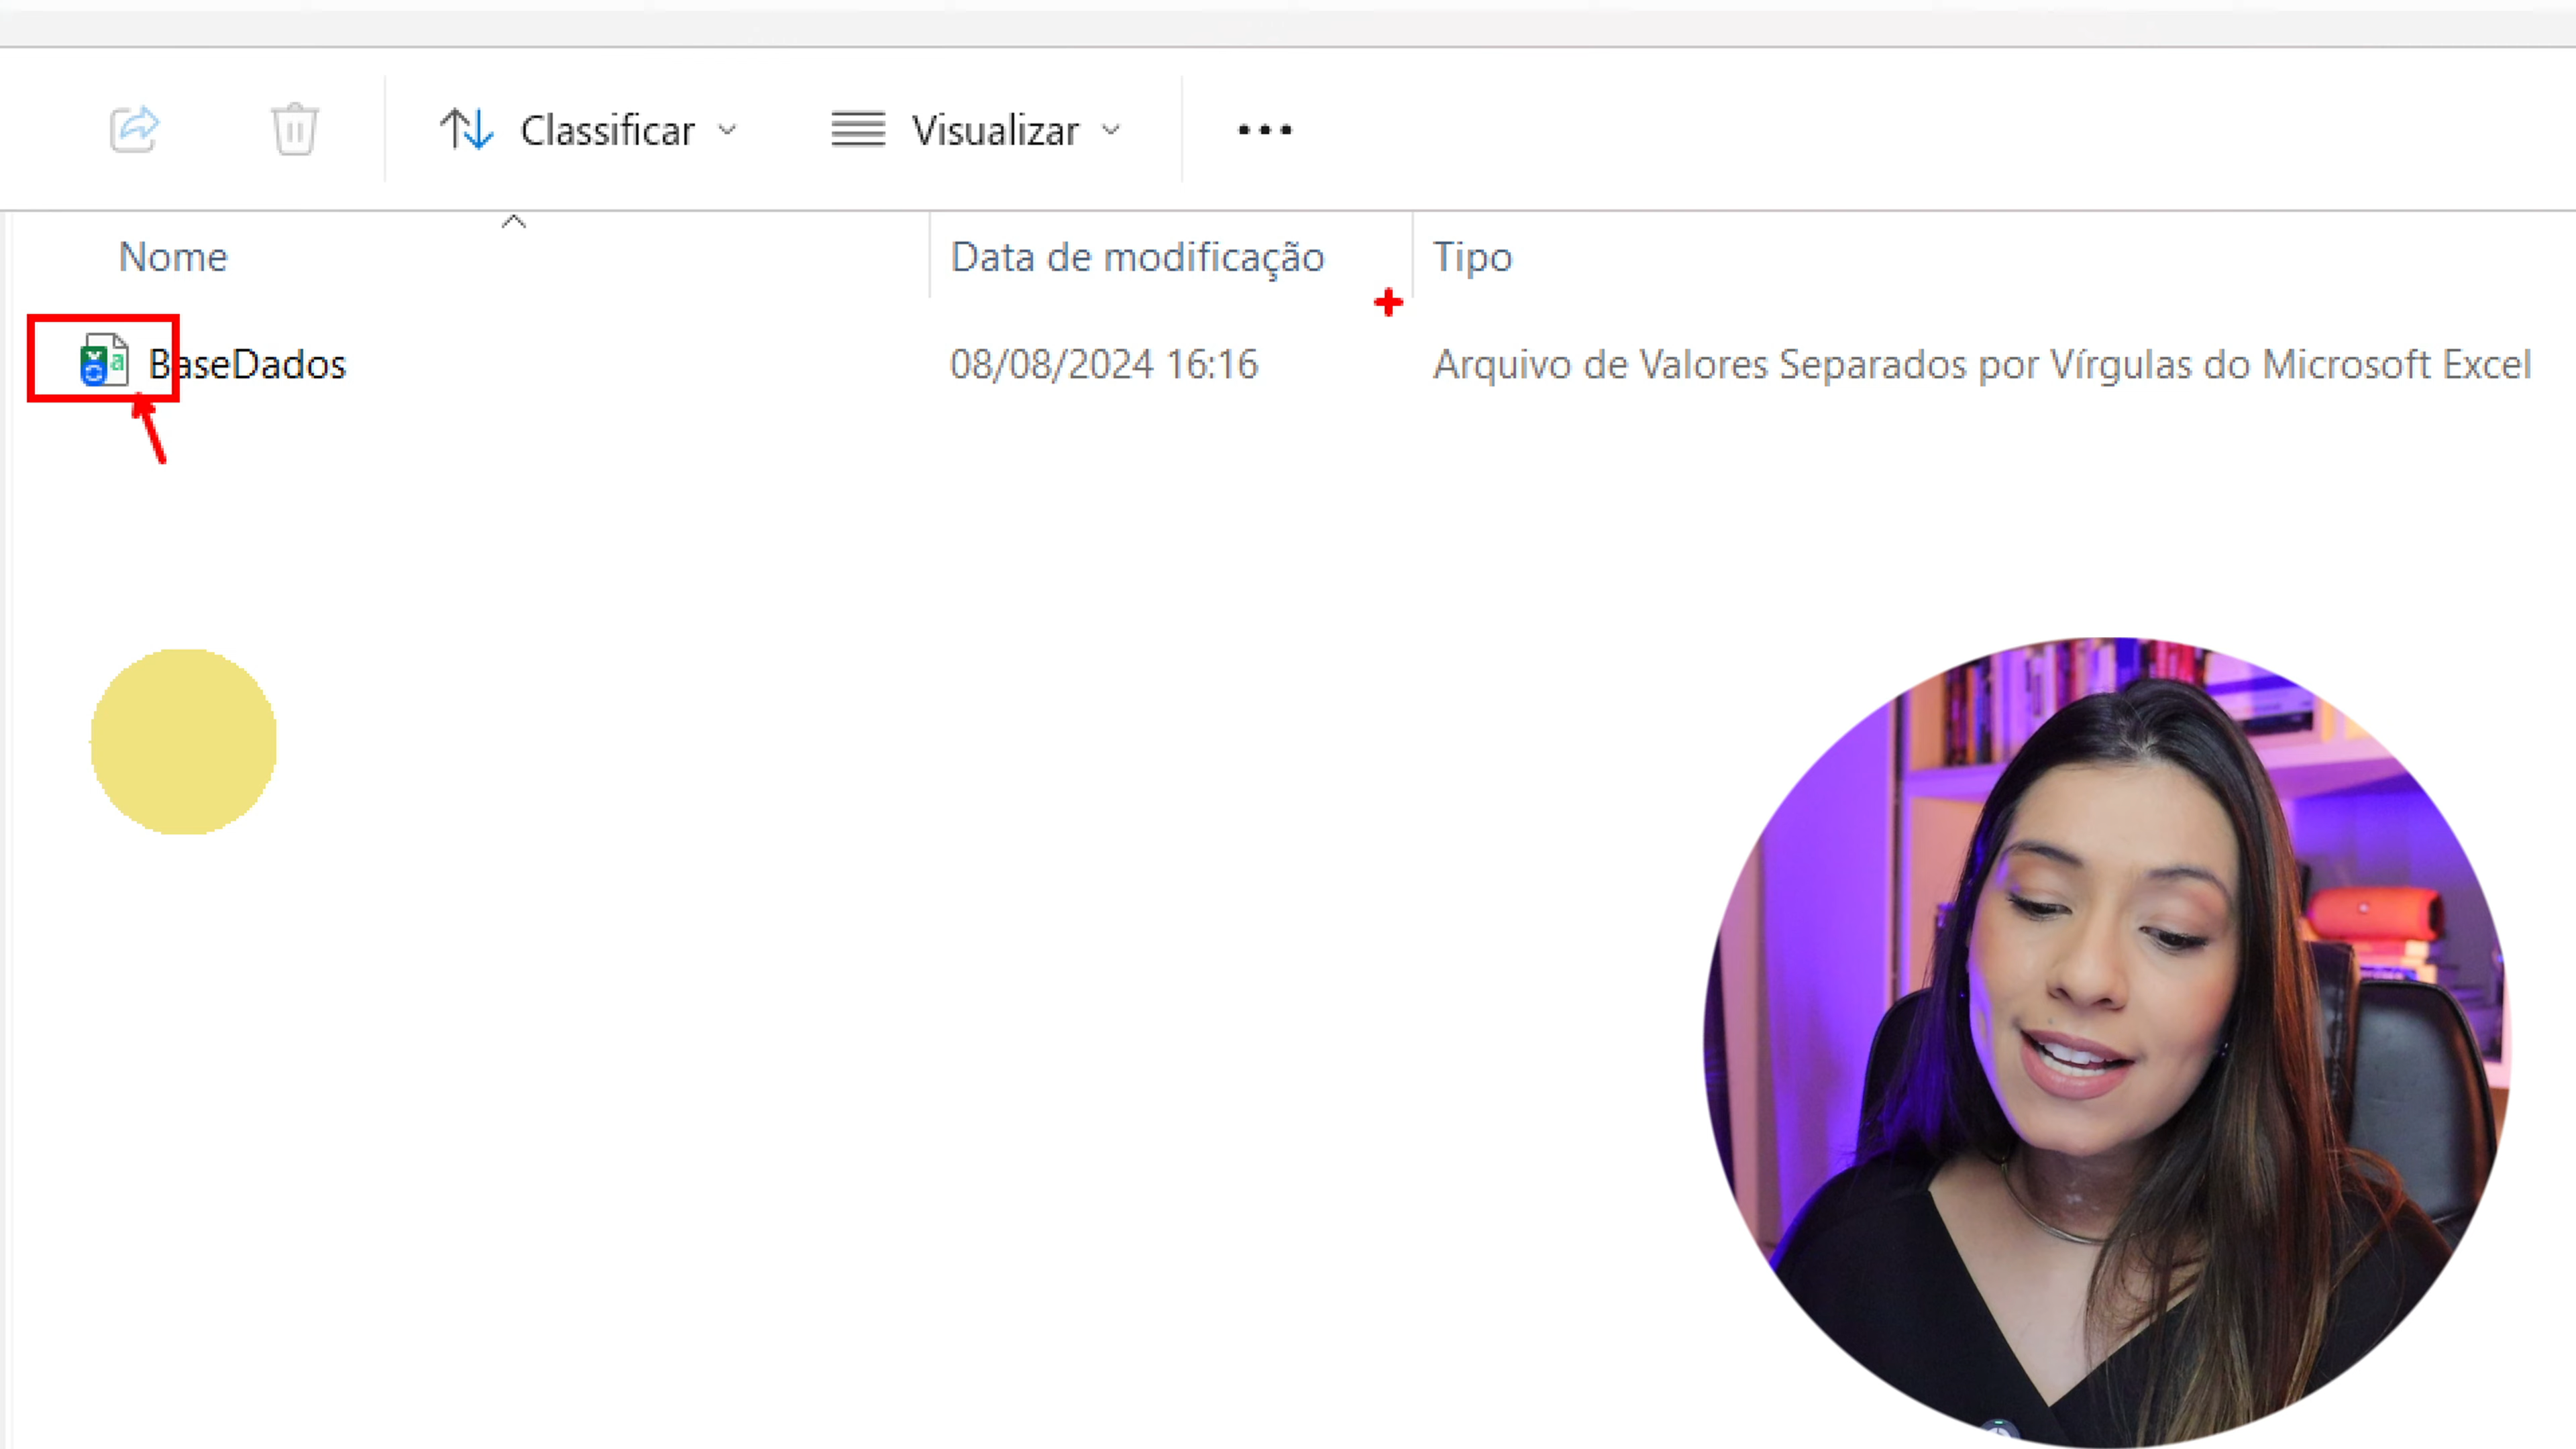 Classificar Visualizar
Nome Data de modificação Tipo
BaseDados 08/08/2024 16:16 Arquivo de Valores Separados por Vírgulas do Microsoft Excel